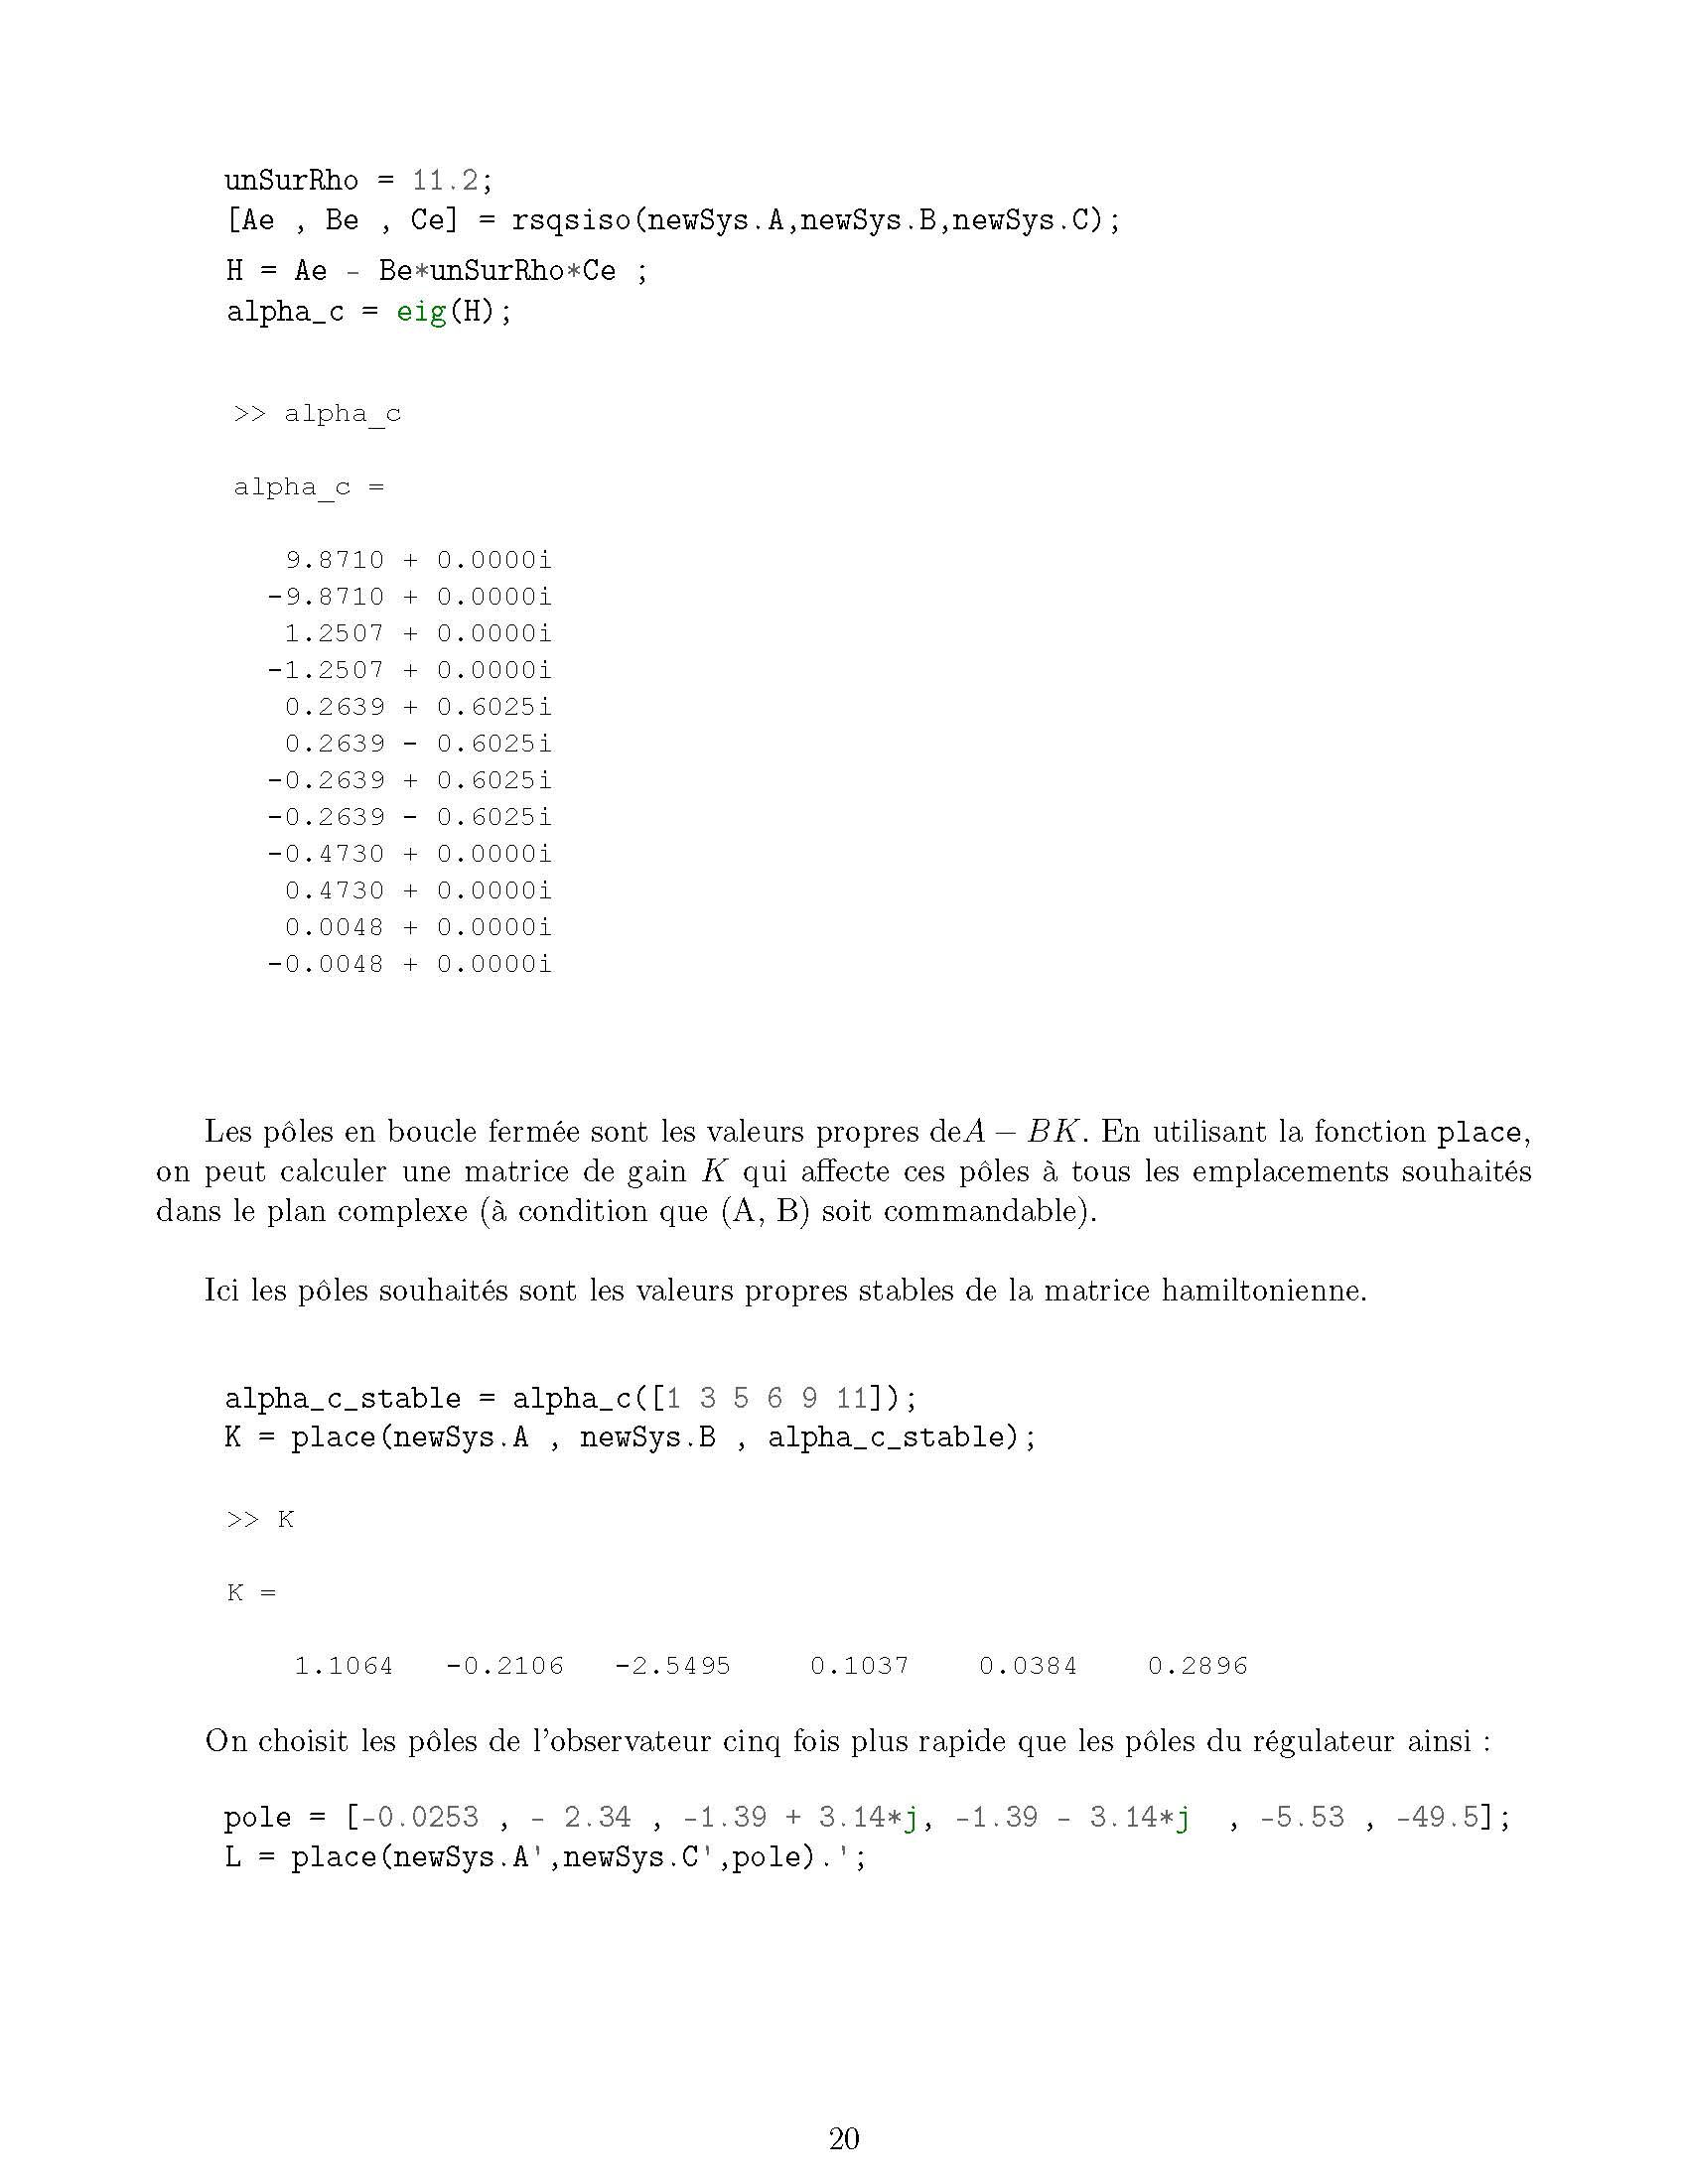 unSurRho = 11.2;
[Ae , Be , Ce] = rsqsiso(newSys.A,newSys.B,newSys.C);
H = Ae - Be*unSurRho*Ce ;
alpha_c = eig(H);
>> alpha_c
alpha_c =
9.8710 + 0.0000i
-9.8710 + 0.0000i
1.2507 + 0.0000i
-1.2507 + 0.0000i
0.2639 + 0.6025i
0.2639 - 0.6025i
-0.2639 + 0.6025i
-0.2639 - 0.6025i
-0.4730 + 0.0000i
0.4730 + 0.0000i
0.0048 + 0.0000i
-0.0048 + 0.0000i
Les pôles en boucle fermée sont les valeurs propres deA − BK. En utilisant la fonction place,
on peut calculer une matrice de gain K qui affecte ces pôles à tous les emplacements souhaités
dans le plan complexe (à condition que (A, B) soit commandable).
Ici les pôles souhaités sont les valeurs propres stables de la matrice hamiltonienne.
alpha_c_stable = alpha_c([1 3 5 6 9 11]);
K = place(newSys.A , newSys.B , alpha_c_stable);
>> K
K =
1.1064 -0.2106 -2.5495 0.1037 0.0384 0.2896
On choisit les pôles de l'observateur cinq fois plus rapide que les pôles du régulateur ainsi :
pole = [-0.0253 , - 2.34 , -1.39 + 3.14*j, -1.39 - 3.14*j , -5.53 , -49.5];
L = place(newSys.A',newSys.C',pole).';
20